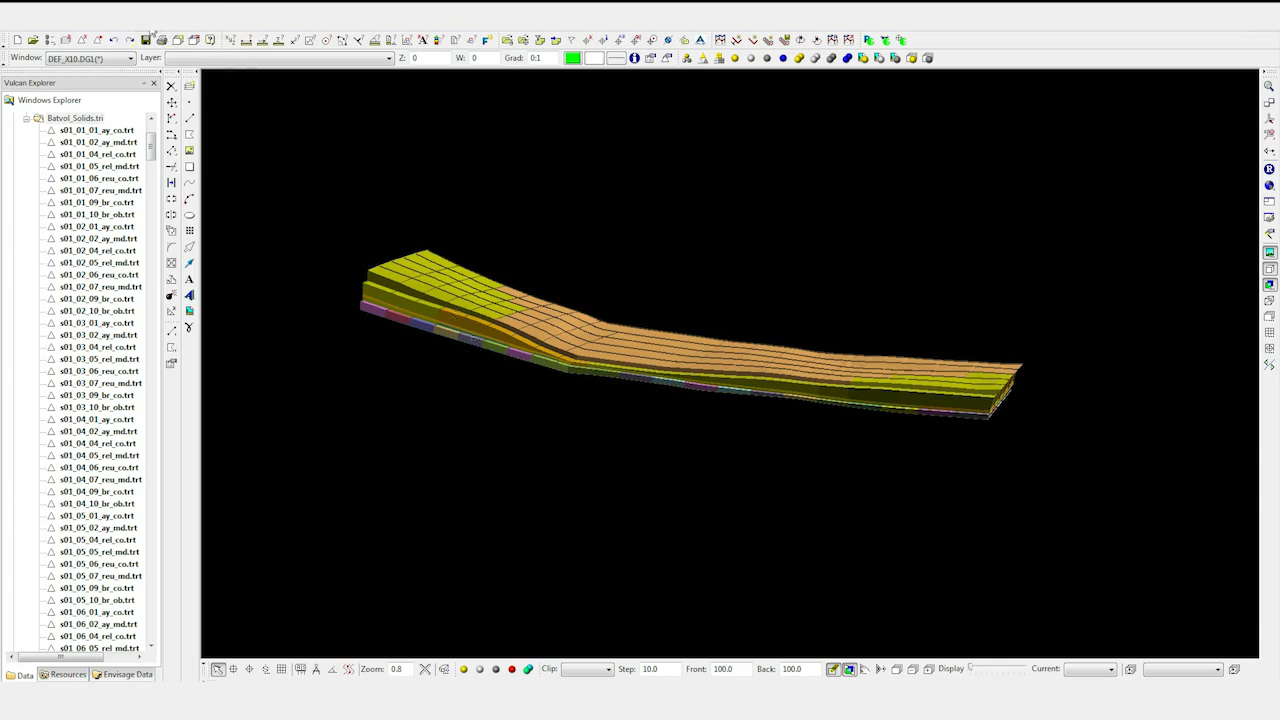 Window: DEF_X10.DG1(*) Layer: Z: 0 W: 0 Grad: 0:1
Vulcan Explorer
Windows Explorer
Batvol_Solids.tri
s01_01_01_ay_co.trt
s01_01_02_ay_md.trt
s01_01_04_rel_co.trt
s01_01_05_rel_md.trt
s01_01_06_reu_co.trt
s01_01_07_reu_md.trt
s01_01_09_br_co.trt
s01_01_10_br_ob.trt
s01_02_01_ay_co.trt
s01_02_02_ay_md.trt
s01_02_04_rel_co.trt
s01_02_05_rel_md.trt
s01_02_06_reu_co.trt
s01_02_07_reu_md.trt
s01_02_09_br_co.trt
s01_02_10_br_ob.trt
s01_03_01_ay_co.trt
s01_03_02_ay_md.trt
s01_03_04_rel_co.trt
s01_03_05_rel_md.trt
s01_03_06_reu_co.trt
s01_03_07_reu_md.trt
s01_03_09_br_co.trt
s01_03_10_br_ob.trt
s01_04_01_ay_co.trt
s01_04_02_ay_md.trt
s01_04_04_rel_co.trt
s01_04_05_rel_md.trt
s01_04_06_reu_co.trt
s01_04_07_reu_md.trt
s01_04_09_br_co.trt
s01_04_10_br_ob.trt
s01_05_01_ay_co.trt
s01_05_02_ay_md.trt
s01_05_04_rel_co.trt
s01_05_05_rel_md.trt
s01_05_06_reu_co.trt
s01_05_07_reu_md.trt
s01_05_09_br_co.trt
s01_05_10_br_ob.trt
s01_06_01_ay_co.trt
s01_06_02_ay_md.trt
s01_06_04_rel_co.trt
s01_06_05_rel_md.trt
Data Resources Envisage Data
Zoom: 0.8 Clip: Step: 10.0 Front: 100.0 Back: 100.0 Display Current: